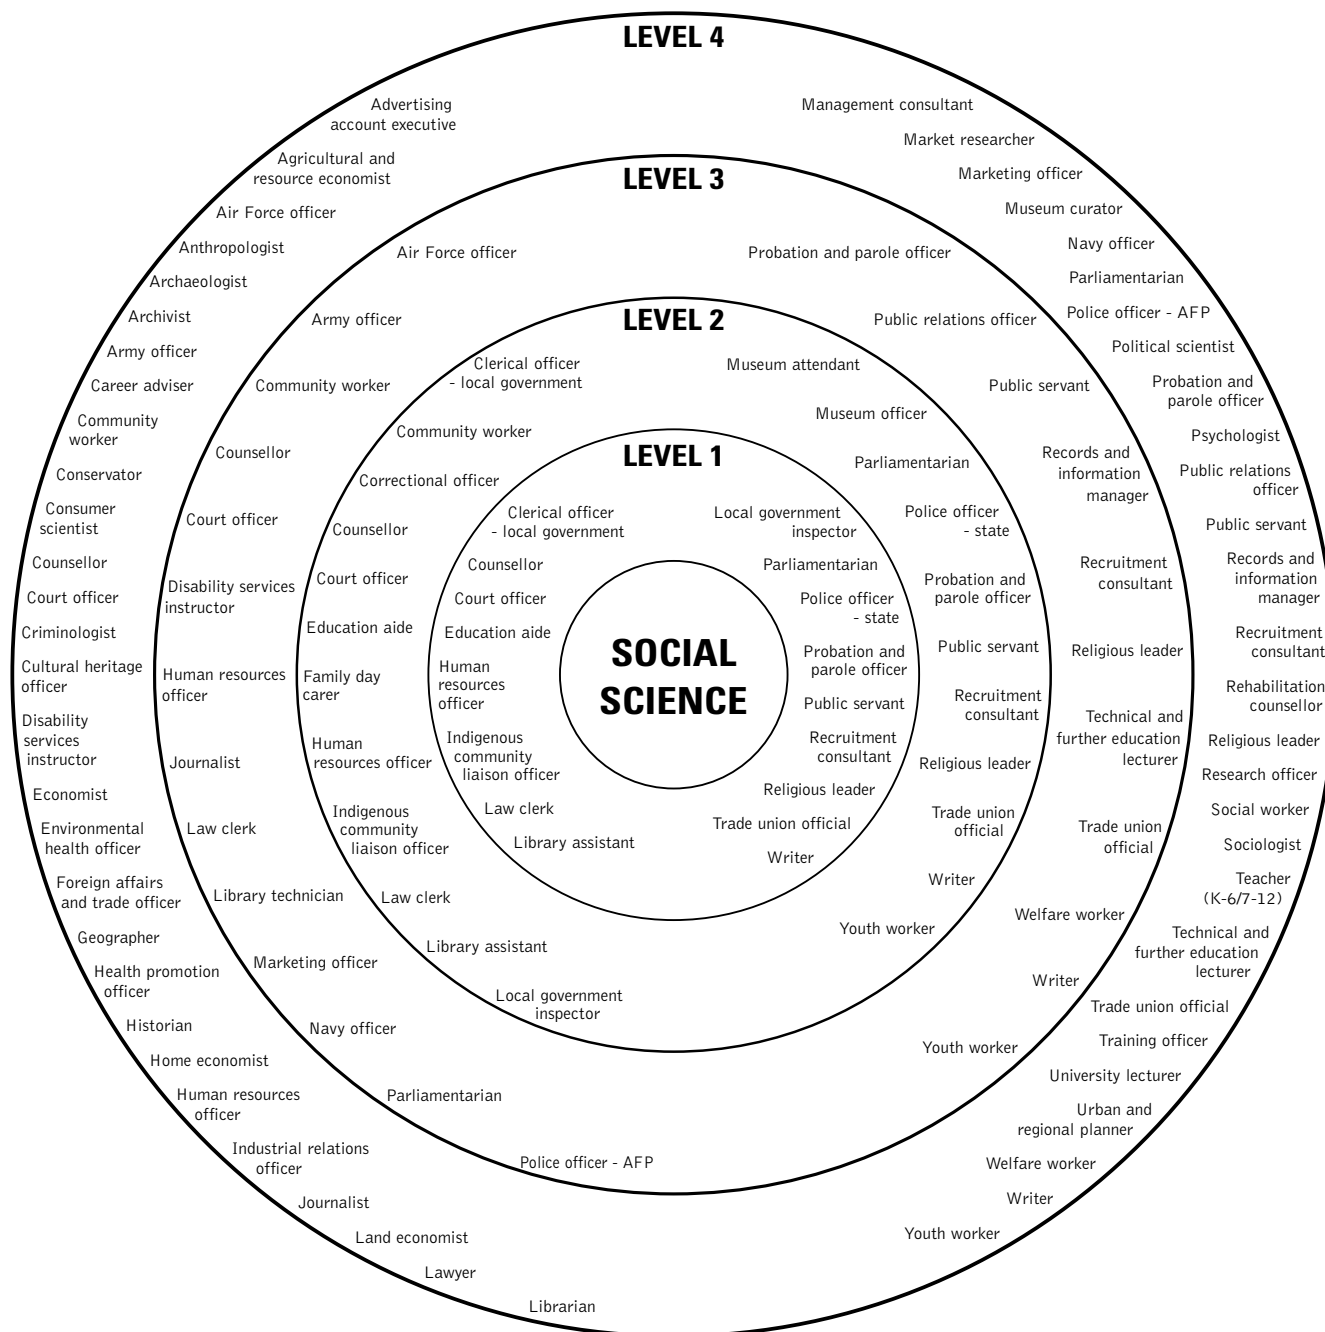 LEVEL 4
Advertising
account executive
Agricultural and
resource economist
Air Force officer
Anthropologist
Archaeologist
Archivist
Army officer
Career adviser
Community
worker
Conservator
Consumer
scientist
Counsellor
Court officer
Criminologist
Cultural heritage
officer
Disability
services
instructor
Economist
Environmental
health officer
Foreign affairs
and trade officer
Geographer
Health promotion
officer
Historian
Home economist
Human resources
officer
Industrial relations
officer
Journalist
Land economist
Lawyer
Librarian
Management consultant
Market researcher
Marketing officer
Museum curator
Navy officer
Parliamentarian
Police officer - AFP
Political scientist
Probation and
parole officer
Psychologist
Public relations
officer
Public servant
Records and
information
manager
Recruitment
consultant
Rehabilitation
counsellor
Religious leader
Research officer
Social worker
Sociologist
Teacher
(K-6/7-12)
Technical and
further education
lecturer
Trade union official
Training officer
University lecturer
Urban and
regional planner
Welfare worker
Writer
Youth worker
LEVEL 3
Air Force officer
Army officer
Community worker
Counsellor
Court officer
Disability services
instructor
Human resources
officer
Journalist
Law clerk
Library technician
Marketing officer
Navy officer
Parliamentarian
Police officer - AFP
Probation and parole officer
Public relations officer
Public servant
Records and
information
manager
Recruitment
consultant
Religious leader
Technical and
further education
lecturer
Trade union
official
Welfare worker
Writer
Youth worker
LEVEL 2
Clerical officer
- local government
Community worker
Correctional officer
Counsellor
Court officer
Education aide
Family day
carer
Human
resources officer
Indigenous
community
liaison officer
Law clerk
Library assistant
Local government
inspector
Museum attendant
Museum officer
Parliamentarian
Police officer
- state
Probation and
parole officer
Public servant
Recruitment
consultant
Religious leader
Trade union
official
Writer
Youth worker
LEVEL 1
Clerical officer
- local government
Counsellor
Court officer
Education aide
Human
resources
officer
Indigenous
community
liaison officer
Law clerk
Library assistant
Local government
inspector
Parliamentarian
Police officer
- state
Probation and
parole officer
Public servant
Recruitment
consultant
Religious leader
Trade union official
Writer
SOCIAL
SCIENCE